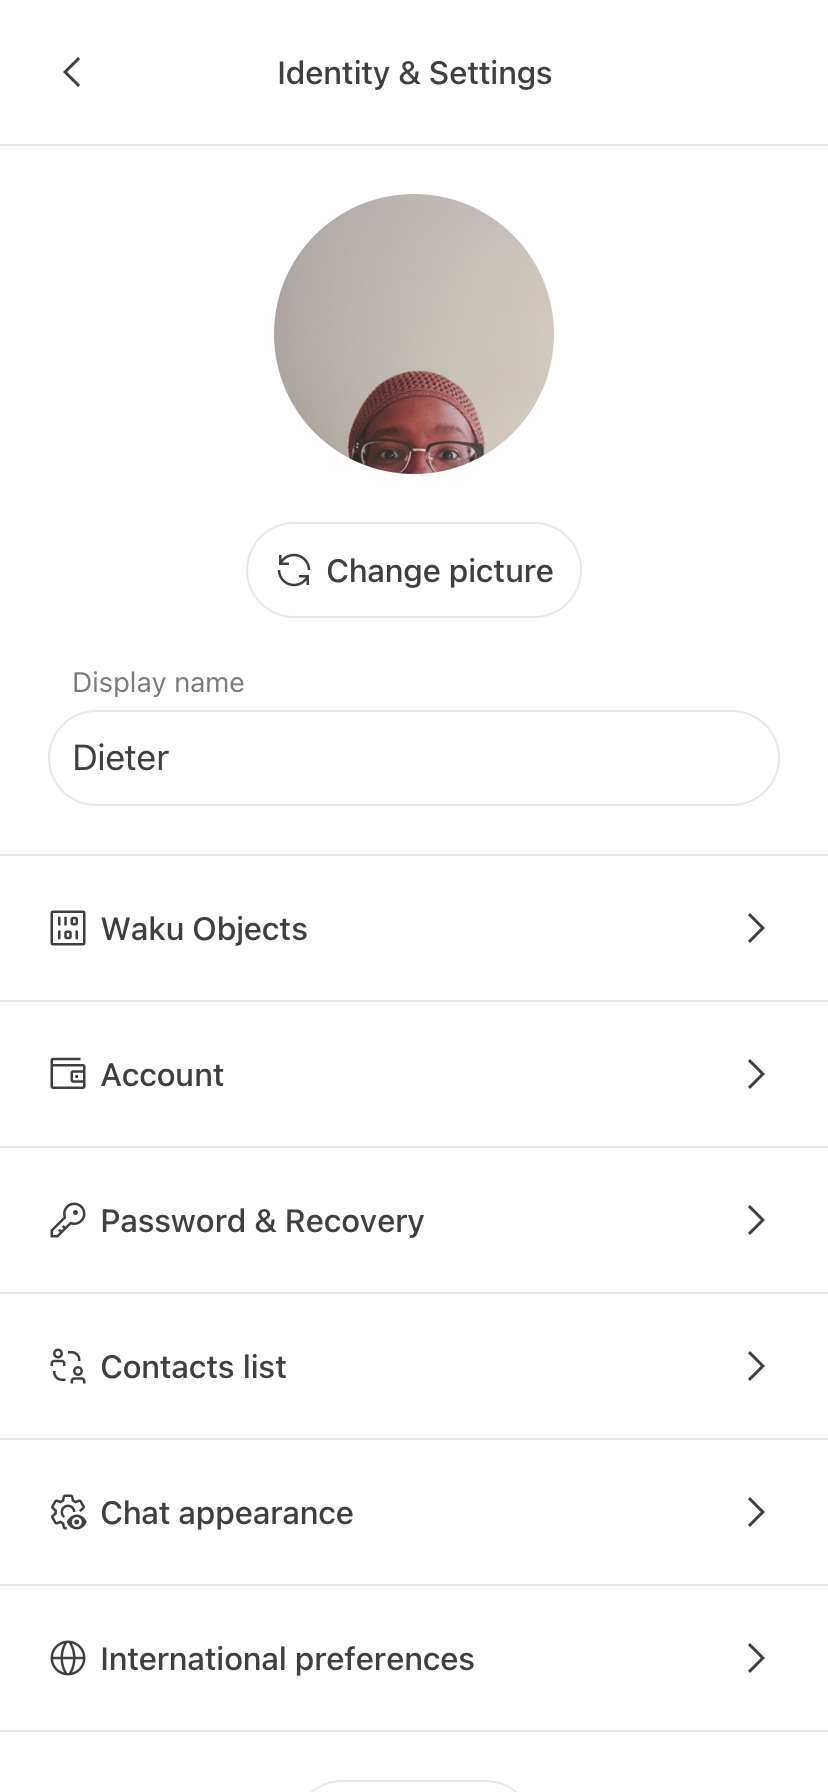 Identity & Settings
Change picture
Display name
Dieter
Waku Objects
Account
Password & Recovery
Contacts list
Chat appearance
International preferences